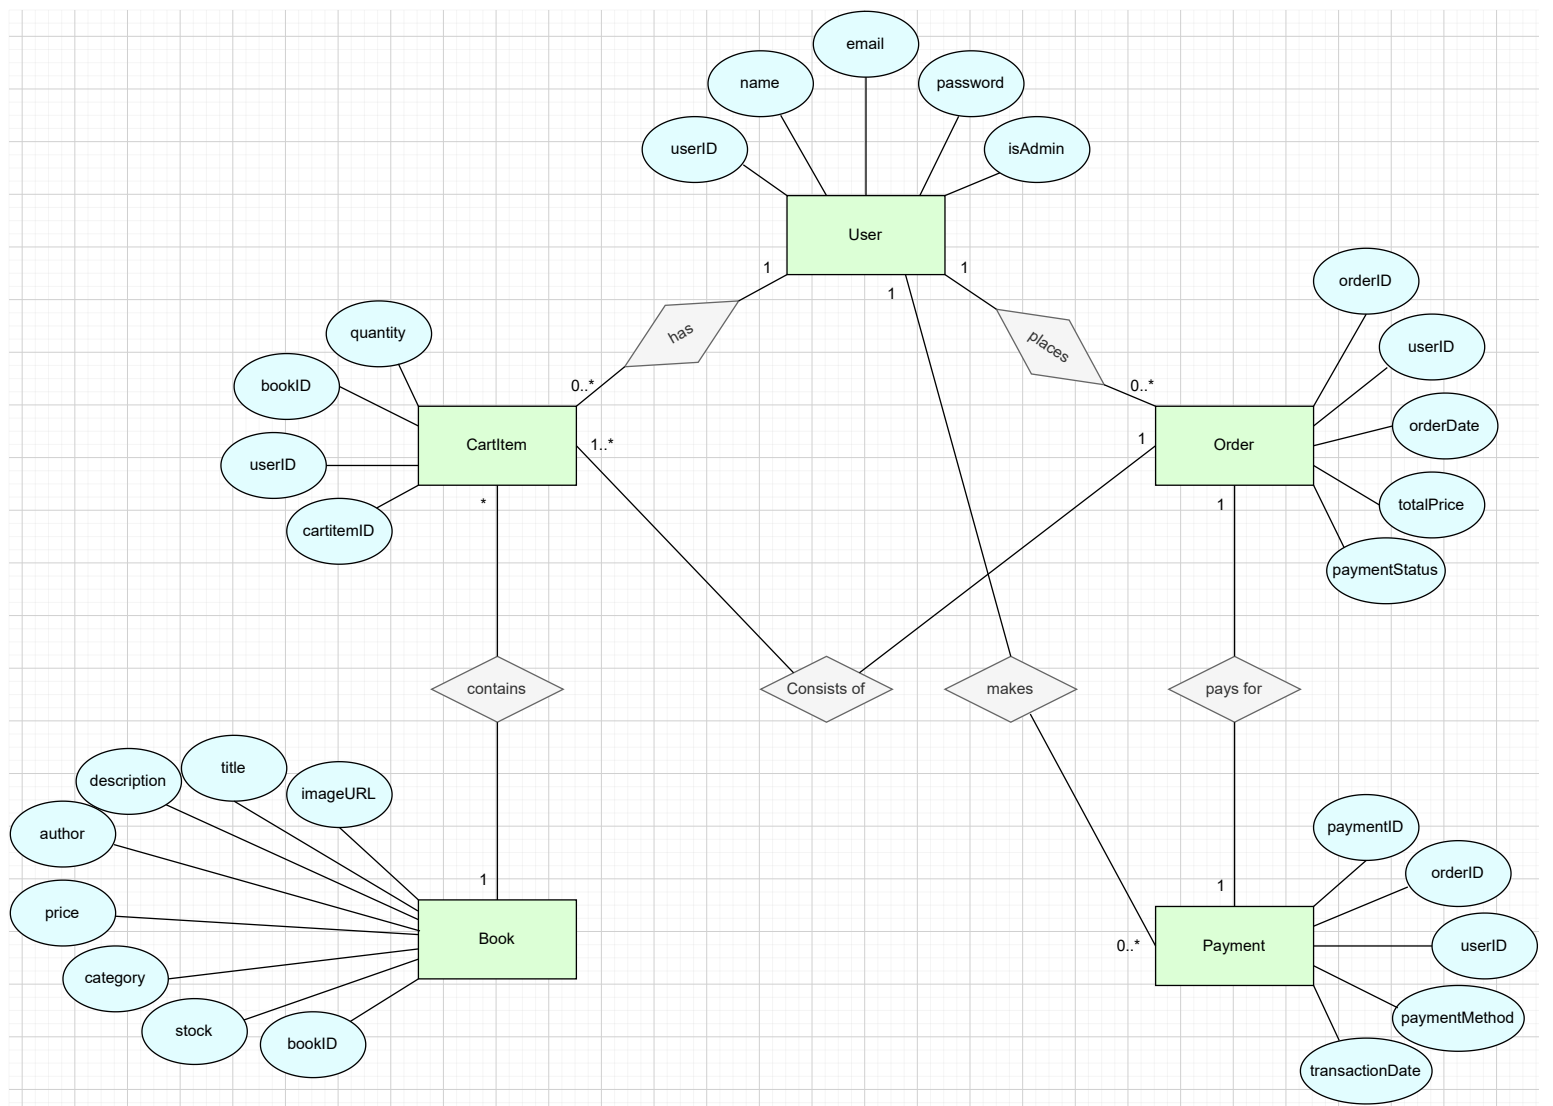 email
name
password
userID
isAdmin
User
1
1
1
orderID
has
places
quantity
userID
bookID
0..*
0..*
orderDate
CartItem
1..*
1
Order
userID
*
1
totalPrice
cartitemID
paymentStatus
contains
Consists of
makes
pays for
title
description
imageURL
author
paymentID
1
1
orderID
price
Book
0..*
Payment
userID
category
stock
paymentMethod
bookID
transactionDate